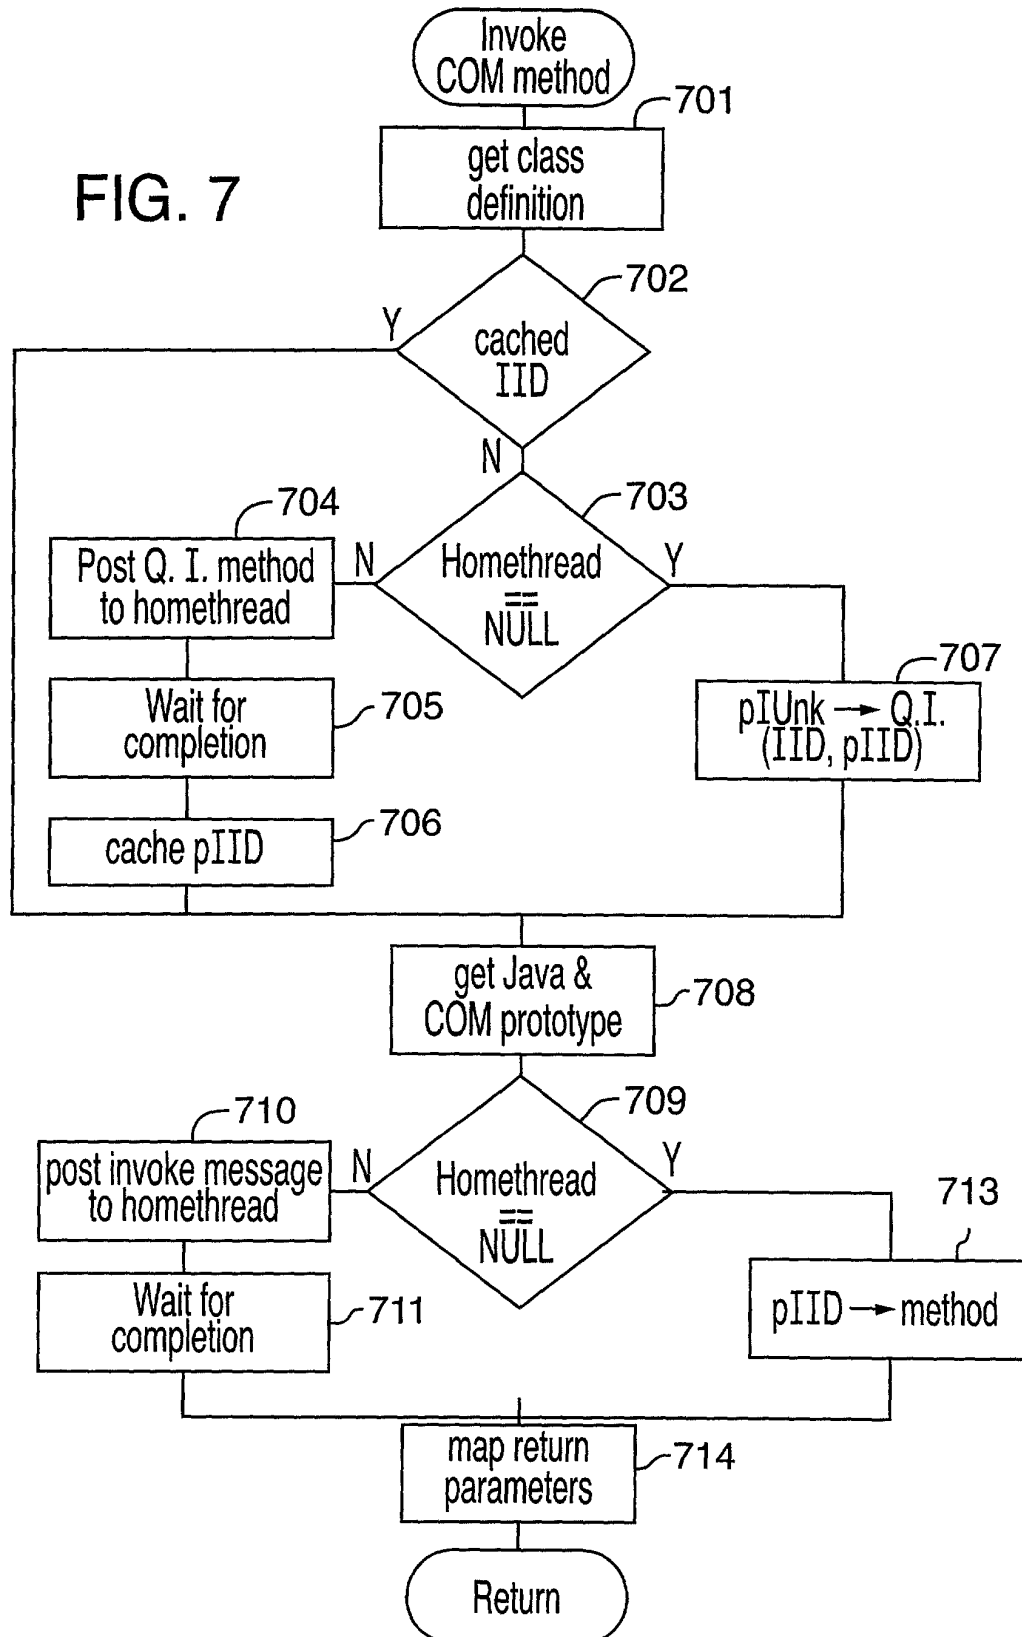 Invoke
COM method
701
get class
definition
FIG. 7
702
Y
cached
IID
N
703
704
Post Q. I. method
to homethread
N
Homethread
==
NULL
Y
707
pIUnk → Q.I.
(IID, pIID)
Wait for
completion
705
cache pIID
706
get Java &
COM prototype
708
709
710
post invoke message
to homethread
N
Homethread
==
NULL
Y
713
pIID → method
Wait for
completion
711
map return
parameters
714
Return